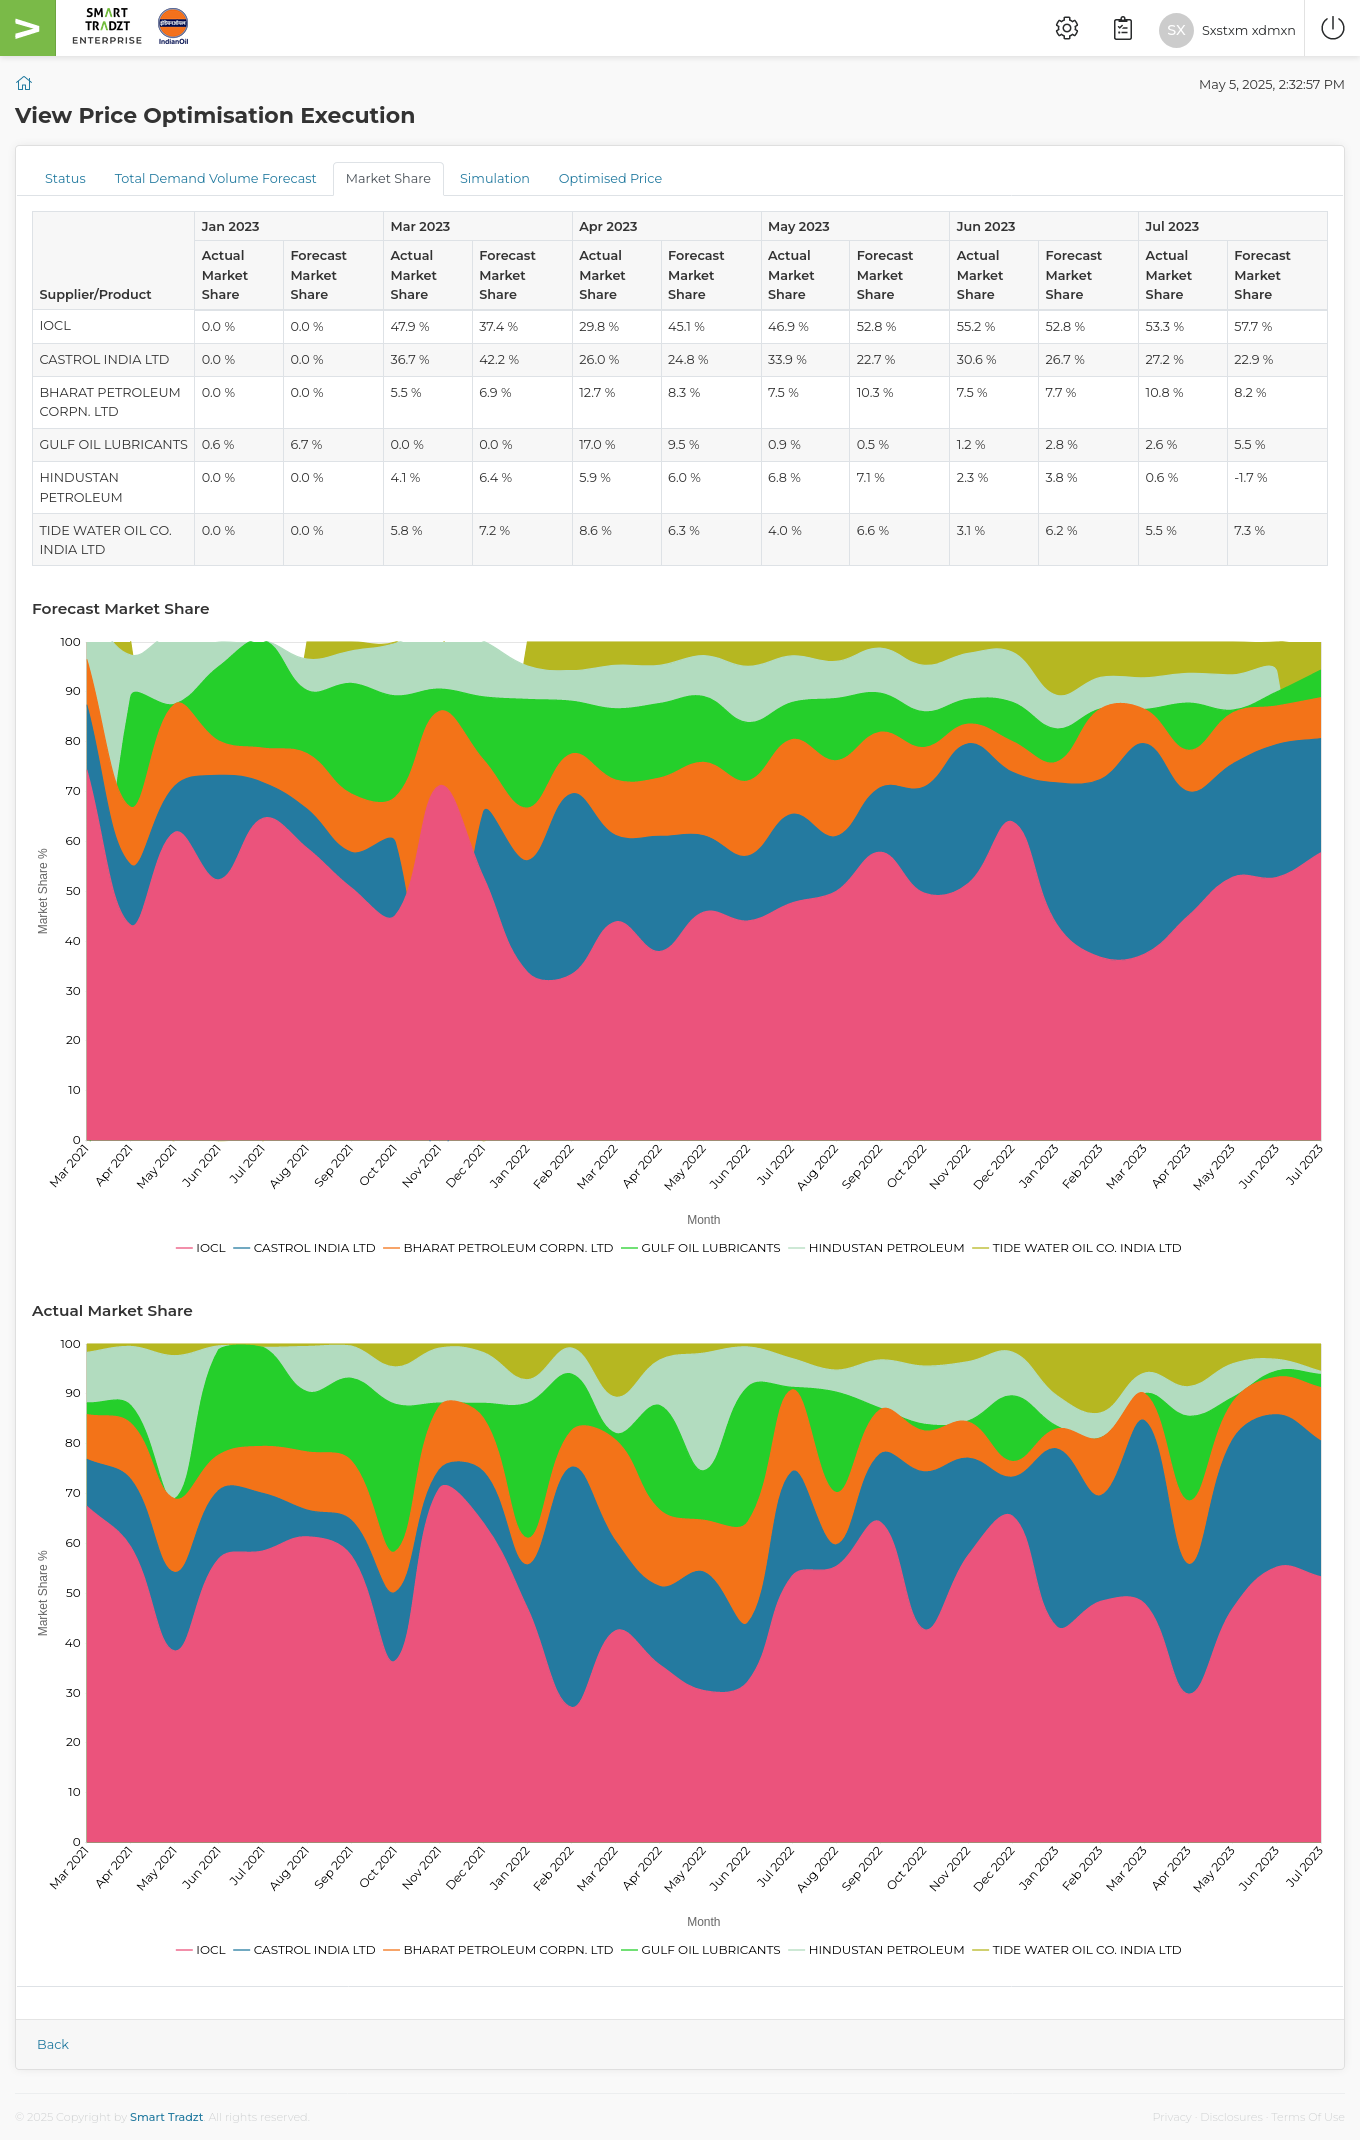 SMART
TRADZT
ENTERPRISE
इंडियनऑयल
IndianOil
SX
Sxstxm xdmxn
May 5, 2025, 2:32:57 PM
View Price Optimisation Execution
Status Total Demand Volume Forecast Market Share Simulation Optimised Price
Jan 2023 Mar 2023 Apr 2023 May 2023 Jun 2023 Jul 2023
Supplier/Product
Actual Market Share Forecast Market Share Actual Market Share Forecast Market Share Actual Market Share Forecast Market Share Actual Market Share Forecast Market Share Actual Market Share Forecast Market Share Actual Market Share Forecast Market Share
IOCL 0.0 % 0.0 % 47.9 % 37.4 % 29.8 % 45.1 % 46.9 % 52.8 % 55.2 % 52.8 % 53.3 % 57.7 %
CASTROL INDIA LTD 0.0 % 0.0 % 36.7 % 42.2 % 26.0 % 24.8 % 33.9 % 22.7 % 30.6 % 26.7 % 27.2 % 22.9 %
BHARAT PETROLEUM CORPN. LTD 0.0 % 0.0 % 5.5 % 6.9 % 12.7 % 8.3 % 7.5 % 10.3 % 7.5 % 7.7 % 10.8 % 8.2 %
GULF OIL LUBRICANTS 0.6 % 6.7 % 0.0 % 0.0 % 17.0 % 9.5 % 0.9 % 0.5 % 1.2 % 2.8 % 2.6 % 5.5 %
HINDUSTAN PETROLEUM 0.0 % 0.0 % 4.1 % 6.4 % 5.9 % 6.0 % 6.8 % 7.1 % 2.3 % 3.8 % 0.6 % -1.7 %
TIDE WATER OIL CO. INDIA LTD 0.0 % 0.0 % 5.8 % 7.2 % 8.6 % 6.3 % 4.0 % 6.6 % 3.1 % 6.2 % 5.5 % 7.3 %
Forecast Market Share
100
90
80
70
60
50
40
30
20
10
0
Market Share %
Mar 2021 Apr 2021 May 2021 Jun 2021 Jul 2021 Aug 2021 Sep 2021 Oct 2021 Nov 2021 Dec 2021 Jan 2022 Feb 2022 Mar 2022 Apr 2022 May 2022 Jun 2022 Jul 2022 Aug 2022 Sep 2022 Oct 2022 Nov 2022 Dec 2022 Jan 2023 Feb 2023 Mar 2023 Apr 2023 May 2023 Jun 2023 Jul 2023
Month
IOCL CASTROL INDIA LTD BHARAT PETROLEUM CORPN. LTD GULF OIL LUBRICANTS HINDUSTAN PETROLEUM TIDE WATER OIL CO. INDIA LTD
Actual Market Share
100
90
80
70
60
50
40
30
20
10
0
Market Share %
Mar 2021 Apr 2021 May 2021 Jun 2021 Jul 2021 Aug 2021 Sep 2021 Oct 2021 Nov 2021 Dec 2021 Jan 2022 Feb 2022 Mar 2022 Apr 2022 May 2022 Jun 2022 Jul 2022 Aug 2022 Sep 2022 Oct 2022 Nov 2022 Dec 2022 Jan 2023 Feb 2023 Mar 2023 Apr 2023 May 2023 Jun 2023 Jul 2023
Month
IOCL CASTROL INDIA LTD BHARAT PETROLEUM CORPN. LTD GULF OIL LUBRICANTS HINDUSTAN PETROLEUM TIDE WATER OIL CO. INDIA LTD
Back
© 2025 Copyright by Smart Tradzt. All rights reserved.
Privacy · Disclosures · Terms Of Use